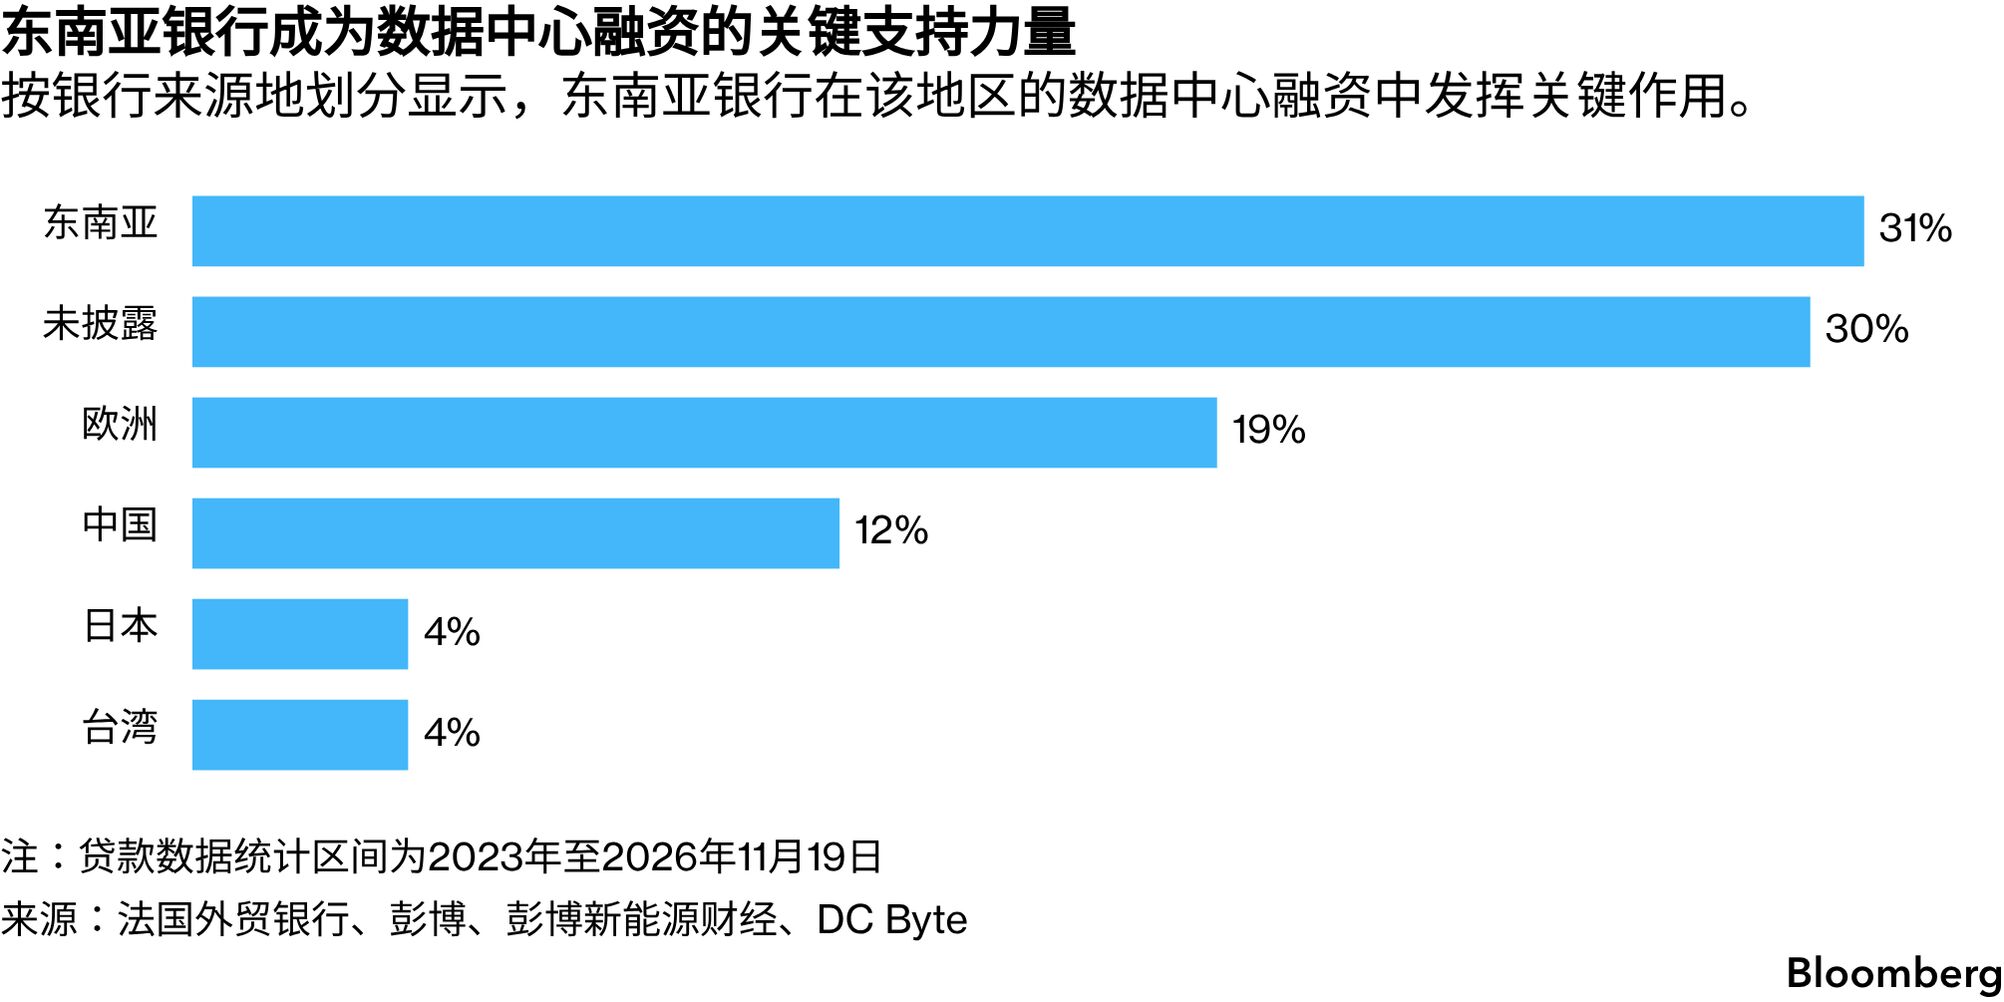 东南亚银行成为数据中心融资的关键支持力量
按银行来源地划分显示，东南亚银行在该地区的数据中心融资中发挥关键作用。
东南亚 31%
未披露 30%
欧洲 19%
中国 12%
日本 4%
台湾 4%
注：贷款数据统计区间为2023年至2026年11月19日
来源：法国外贸银行、彭博、彭博新能源财经、DC Byte
Bloomberg